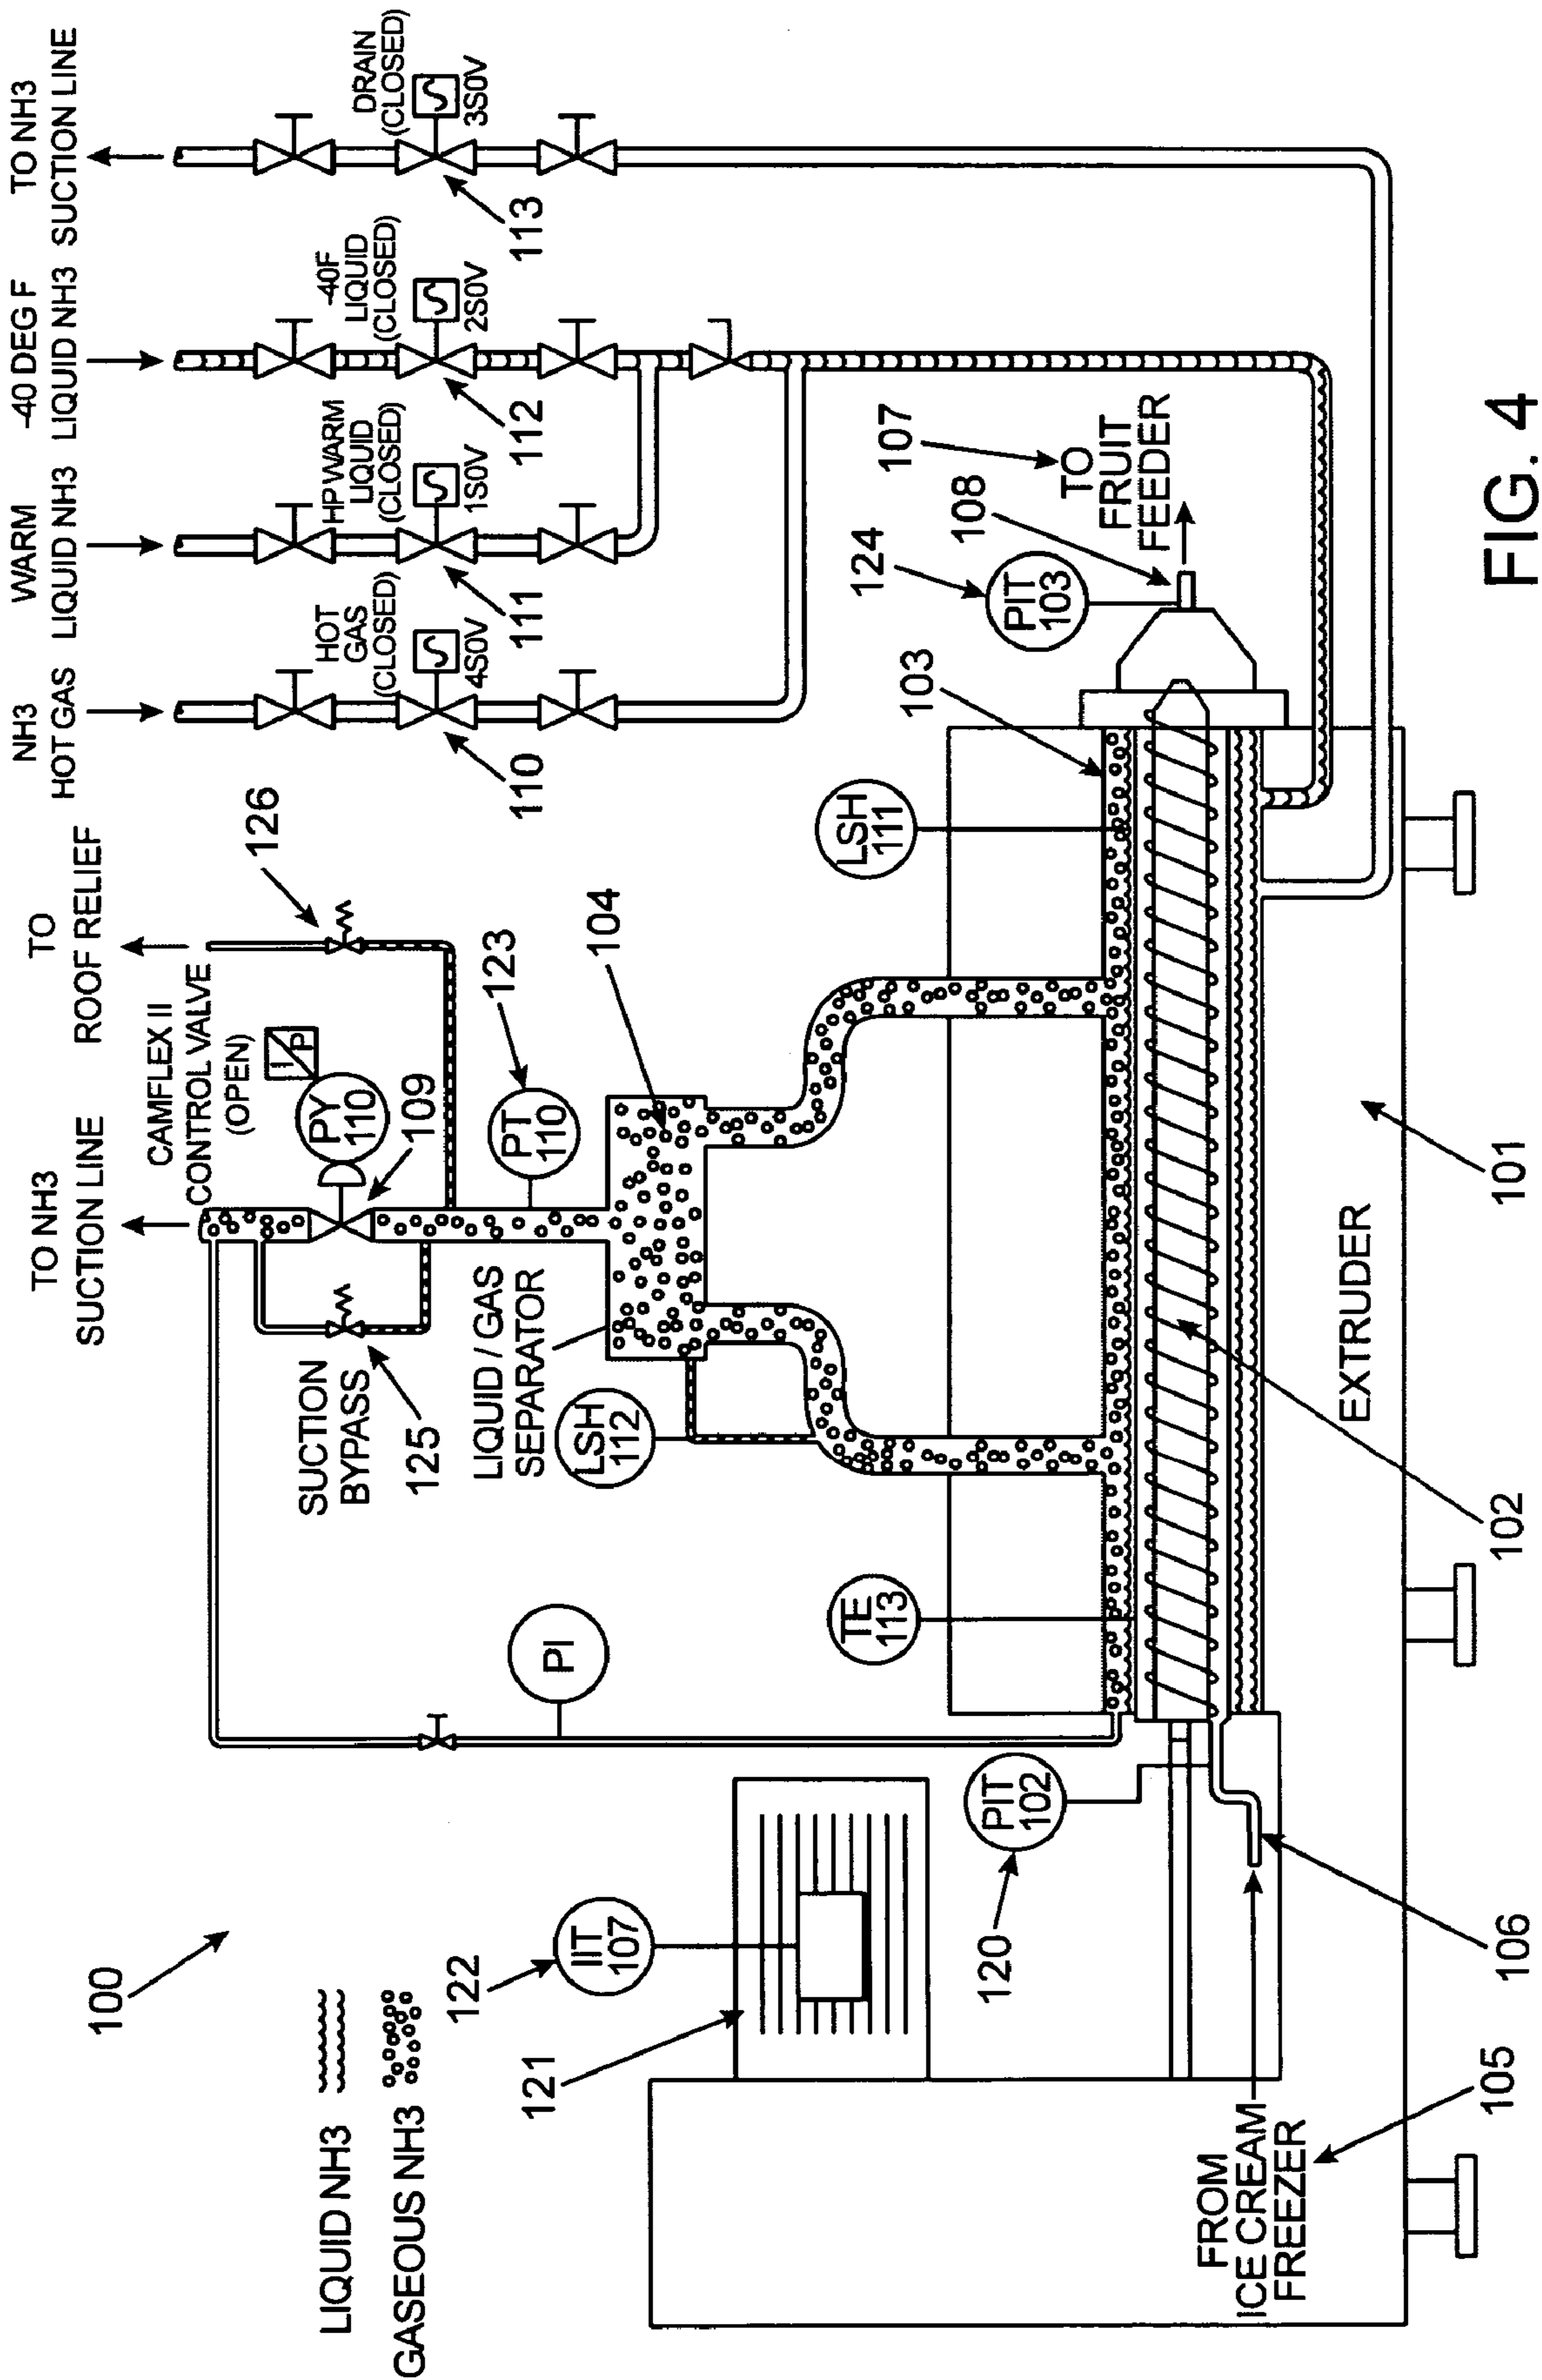 100
LIQUID NH3
GASEOUS NH3
TO NH3
SUCTION LINE
TO
ROOF RELIEF
NH3
HOT GAS
WARM
LIQUID NH3
-40 DEG F
LIQUID NH3
TO NH3
SUCTION LINE
CAMFLEX II
CONTROL VALVE
(OPEN)
I/P
PY
110
109
126
SUCTION
BYPASS
125
PT
110
123
HOT
GAS
(CLOSED)
S
4SOV
110
HP WARM
LIQUID
(CLOSED)
S
1SOV
111
-40F
LIQUID
(CLOSED)
S
2SOV
112
DRAIN
(CLOSED)
S
3SOV
113
LIQUID / GAS
SEPARATOR
104
LSH
112
PI
IIT
107
122
121
PIT
102
120
TE
113
LSH
111
103
PIT
103
124
108
107
TO
FRUIT
FEEDER
FROM
ICE CREAM
FREEZER
105
106
102
EXTRUDER
101
FIG. 4